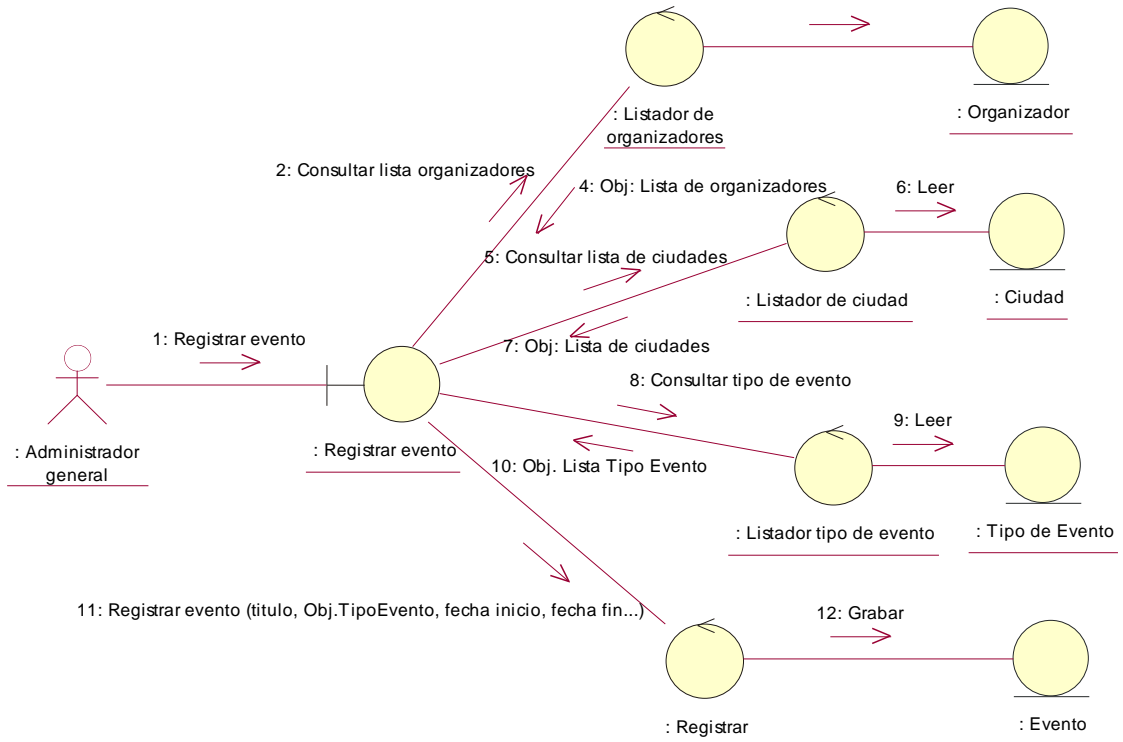 : Listador de
organizadores
: Organizador
2: Consultar lista organizadores
4: Obj: Lista de organizadores
6: Leer
5: Consultar lista de ciudades
: Listador de ciudad
: Ciudad
1: Registrar evento
7: Obj: Lista de ciudades
8: Consultar tipo de evento
9: Leer
: Administrador
general
: Registrar evento
10: Obj. Lista Tipo Evento
: Listador tipo de evento
: Tipo de Evento
11: Registrar evento (titulo, Obj.TipoEvento, fecha inicio, fecha fin...)
12: Grabar
: Registrar
: Evento